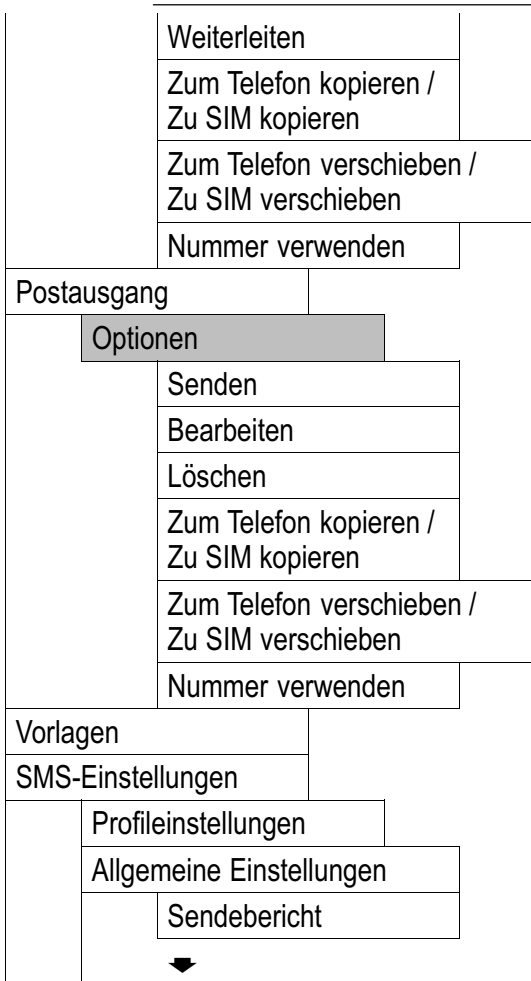 Weiterleiten
Zum Telefon kopieren /
Zu SIM kopieren
Zum Telefon verschieben /
Zu SIM verschieben
Nummer verwenden
Postausgang
Optionen
Senden
Bearbeiten
Löschen
Zum Telefon kopieren /
Zu SIM kopieren
Zum Telefon verschieben /
Zu SIM verschieben
Nummer verwenden
Vorlagen
SMS-Einstellungen
Profileinstellungen
Allgemeine Einstellungen
Sendebericht